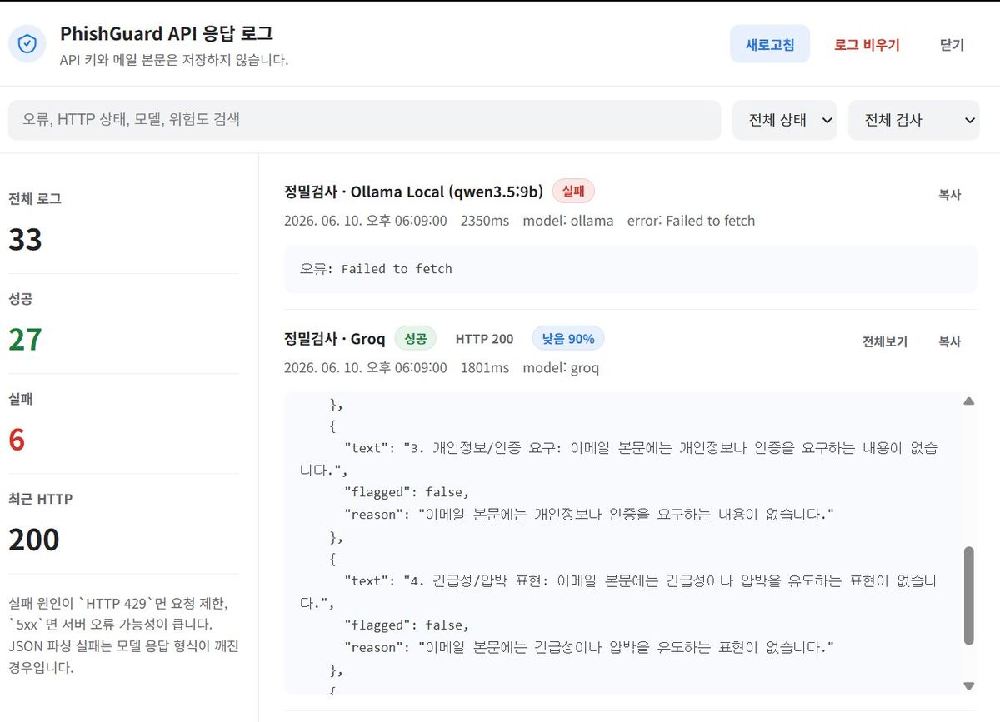 PhishGuard API 응답 로그
API 키와 메일 본문은 저장하지 않습니다.
새로고침
로그 비우기
닫기
오류, HTTP 상태, 모델, 위험도 검색
전체 상태
전체 검사
전체 로그
33
성공
27
실패
6
최근 HTTP
200
실패 원인이 `HTTP 429`면 요청 제한,
`5xx`면 서버 오류 가능성이 큽니다.
JSON 파싱 실패는 모델 응답 형식이 깨진
경우입니다.
정밀검사 · Ollama Local (qwen3.5:9b) 실패
복사
2026. 06. 10. 오후 06:09:00 2350ms model: ollama error: Failed to fetch
오류: Failed to fetch
정밀검사 · Groq 성공 HTTP 200 낮음 90%
전체보기 복사
2026. 06. 10. 오후 06:09:00 1801ms model: groq
},
{
"text": "3. 개인정보/인증 요구: 이메일 본문에는 개인정보나 인증을 요구하는 내용이 없습
니다.",
"flagged": false,
"reason": "이메일 본문에는 개인정보나 인증을 요구하는 내용이 없습니다."
},
{
"text": "4. 긴급성/압박 표현: 이메일 본문에는 긴급성이나 압박을 유도하는 표현이 없습니
다.",
"flagged": false,
"reason": "이메일 본문에는 긴급성이나 압박을 유도하는 표현이 없습니다."
},
{